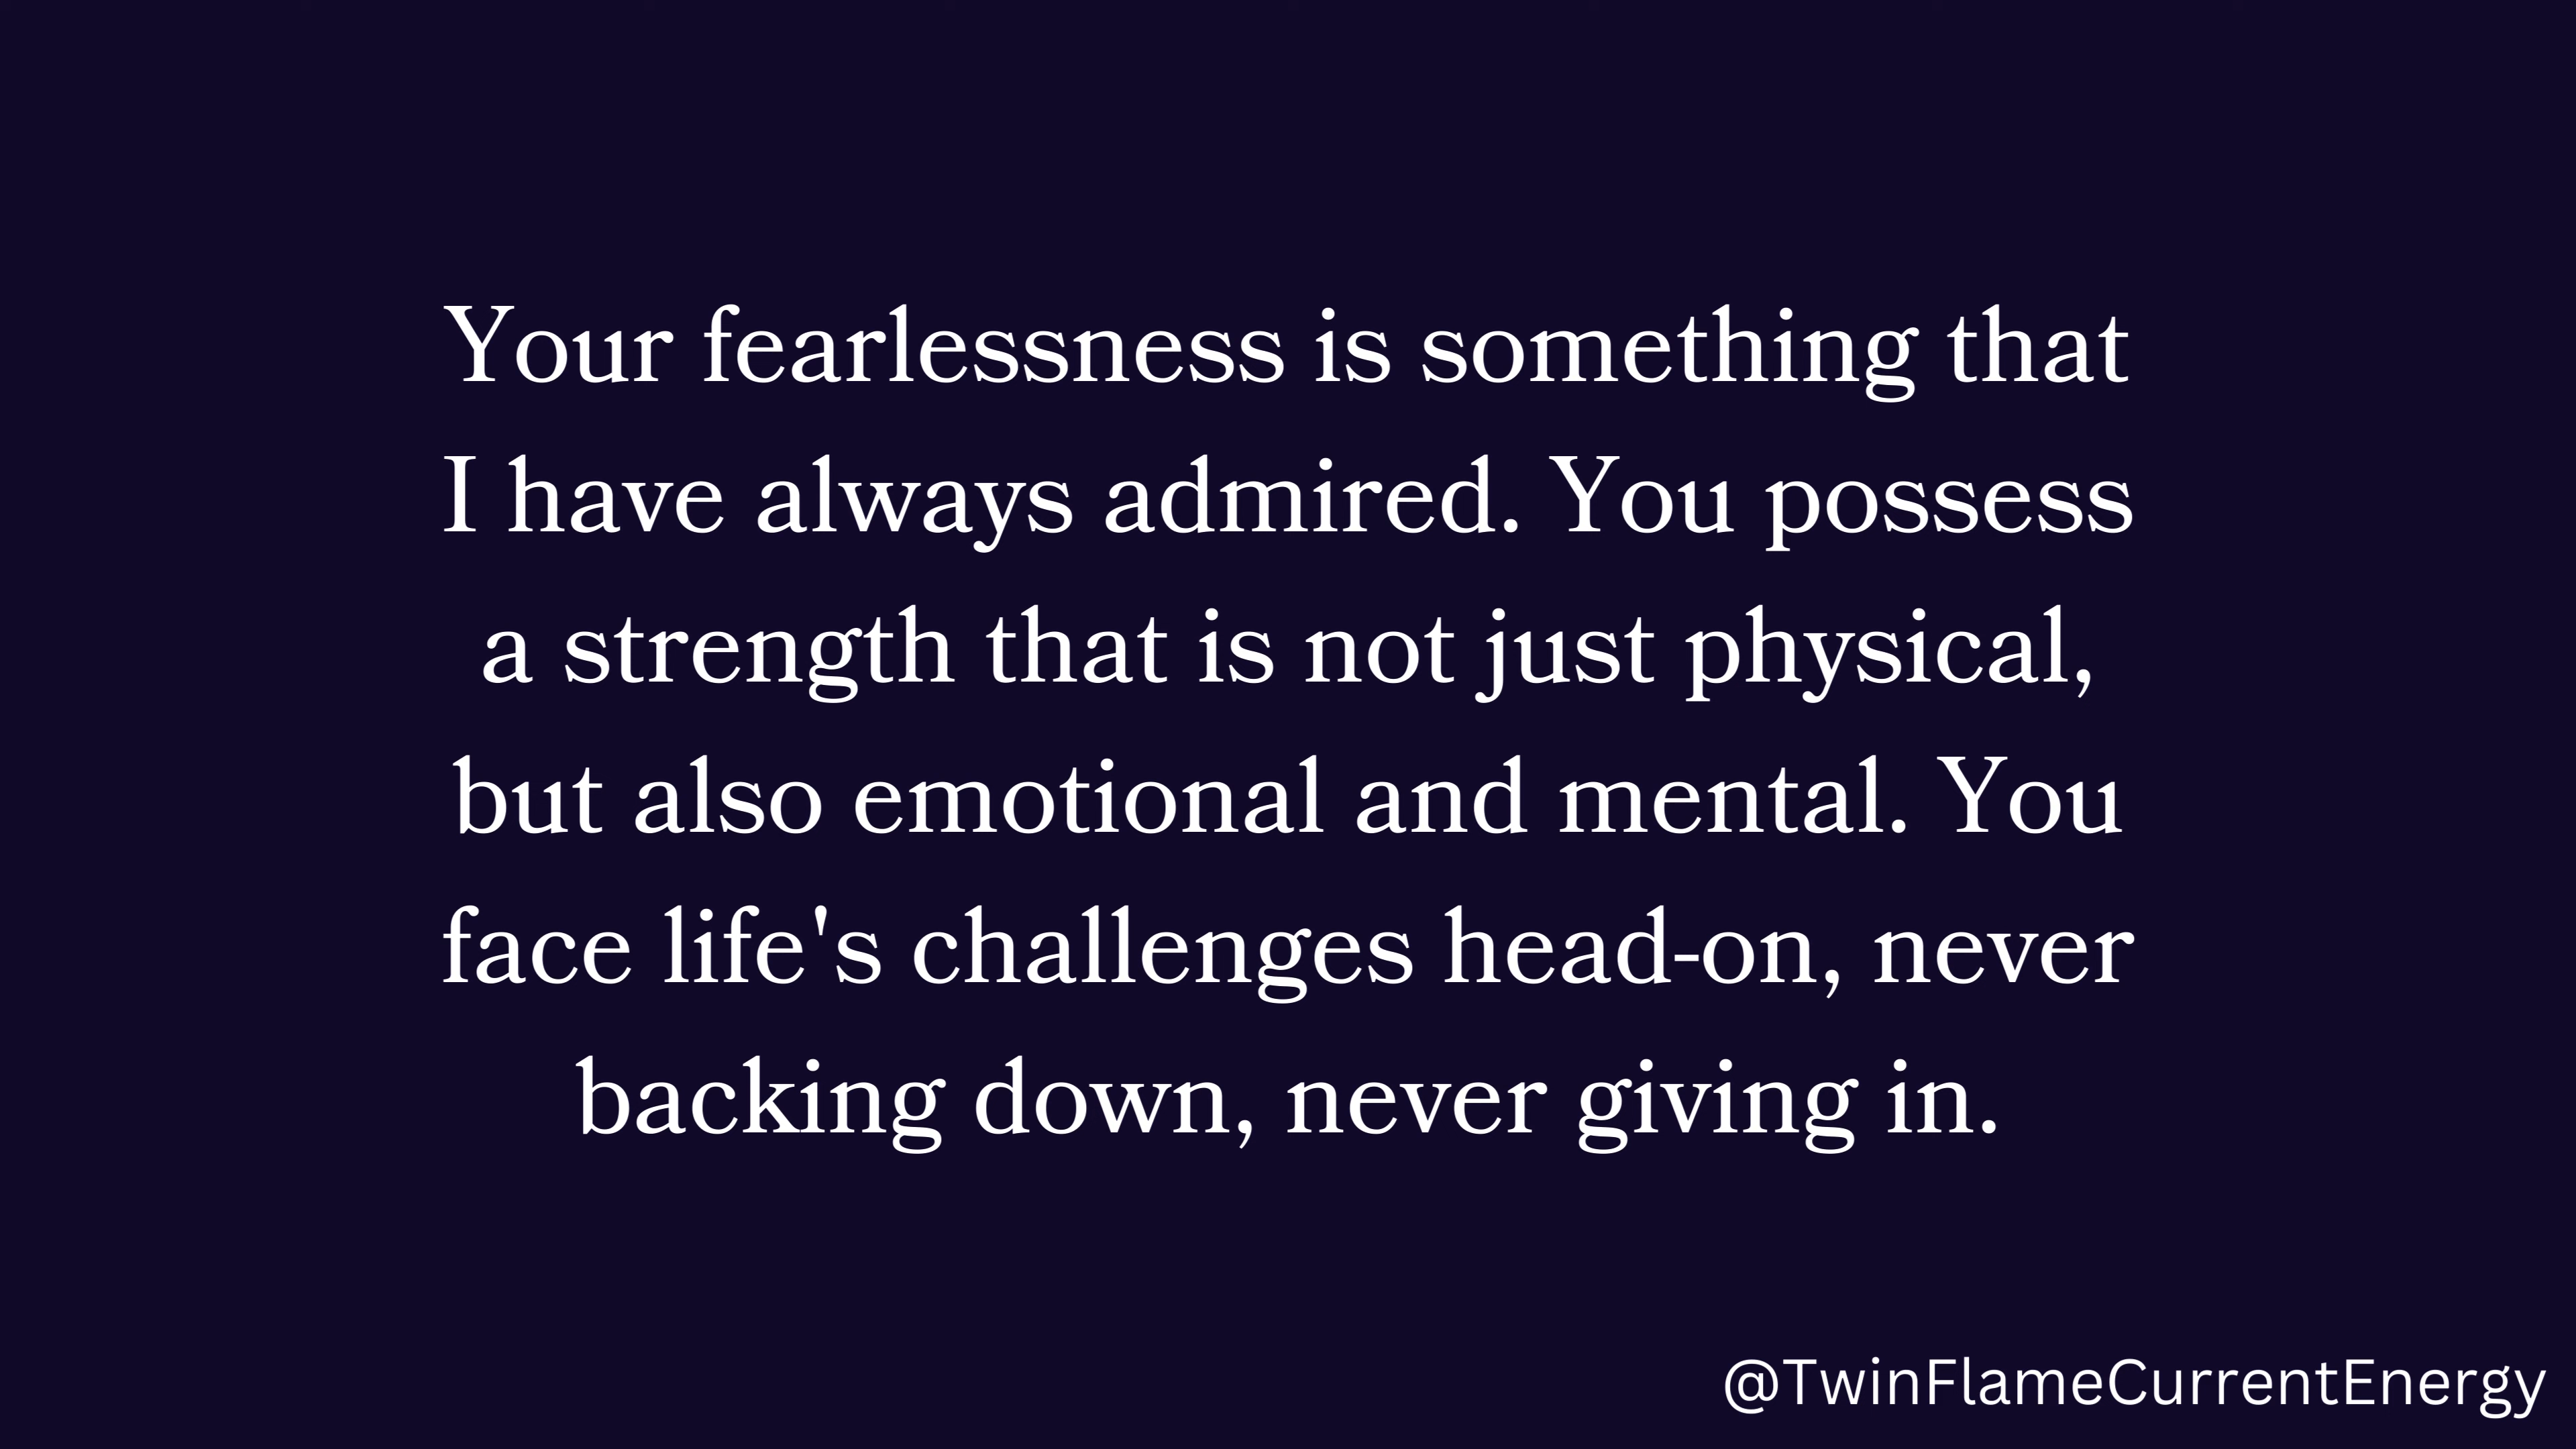 Your fearlessness is something that
I have always admired. You possess
a strength that is not just physical,
but also emotional and mental. You
face life's challenges head-on, never
backing down, never giving in.
@TwinFlameCurrentEnergy